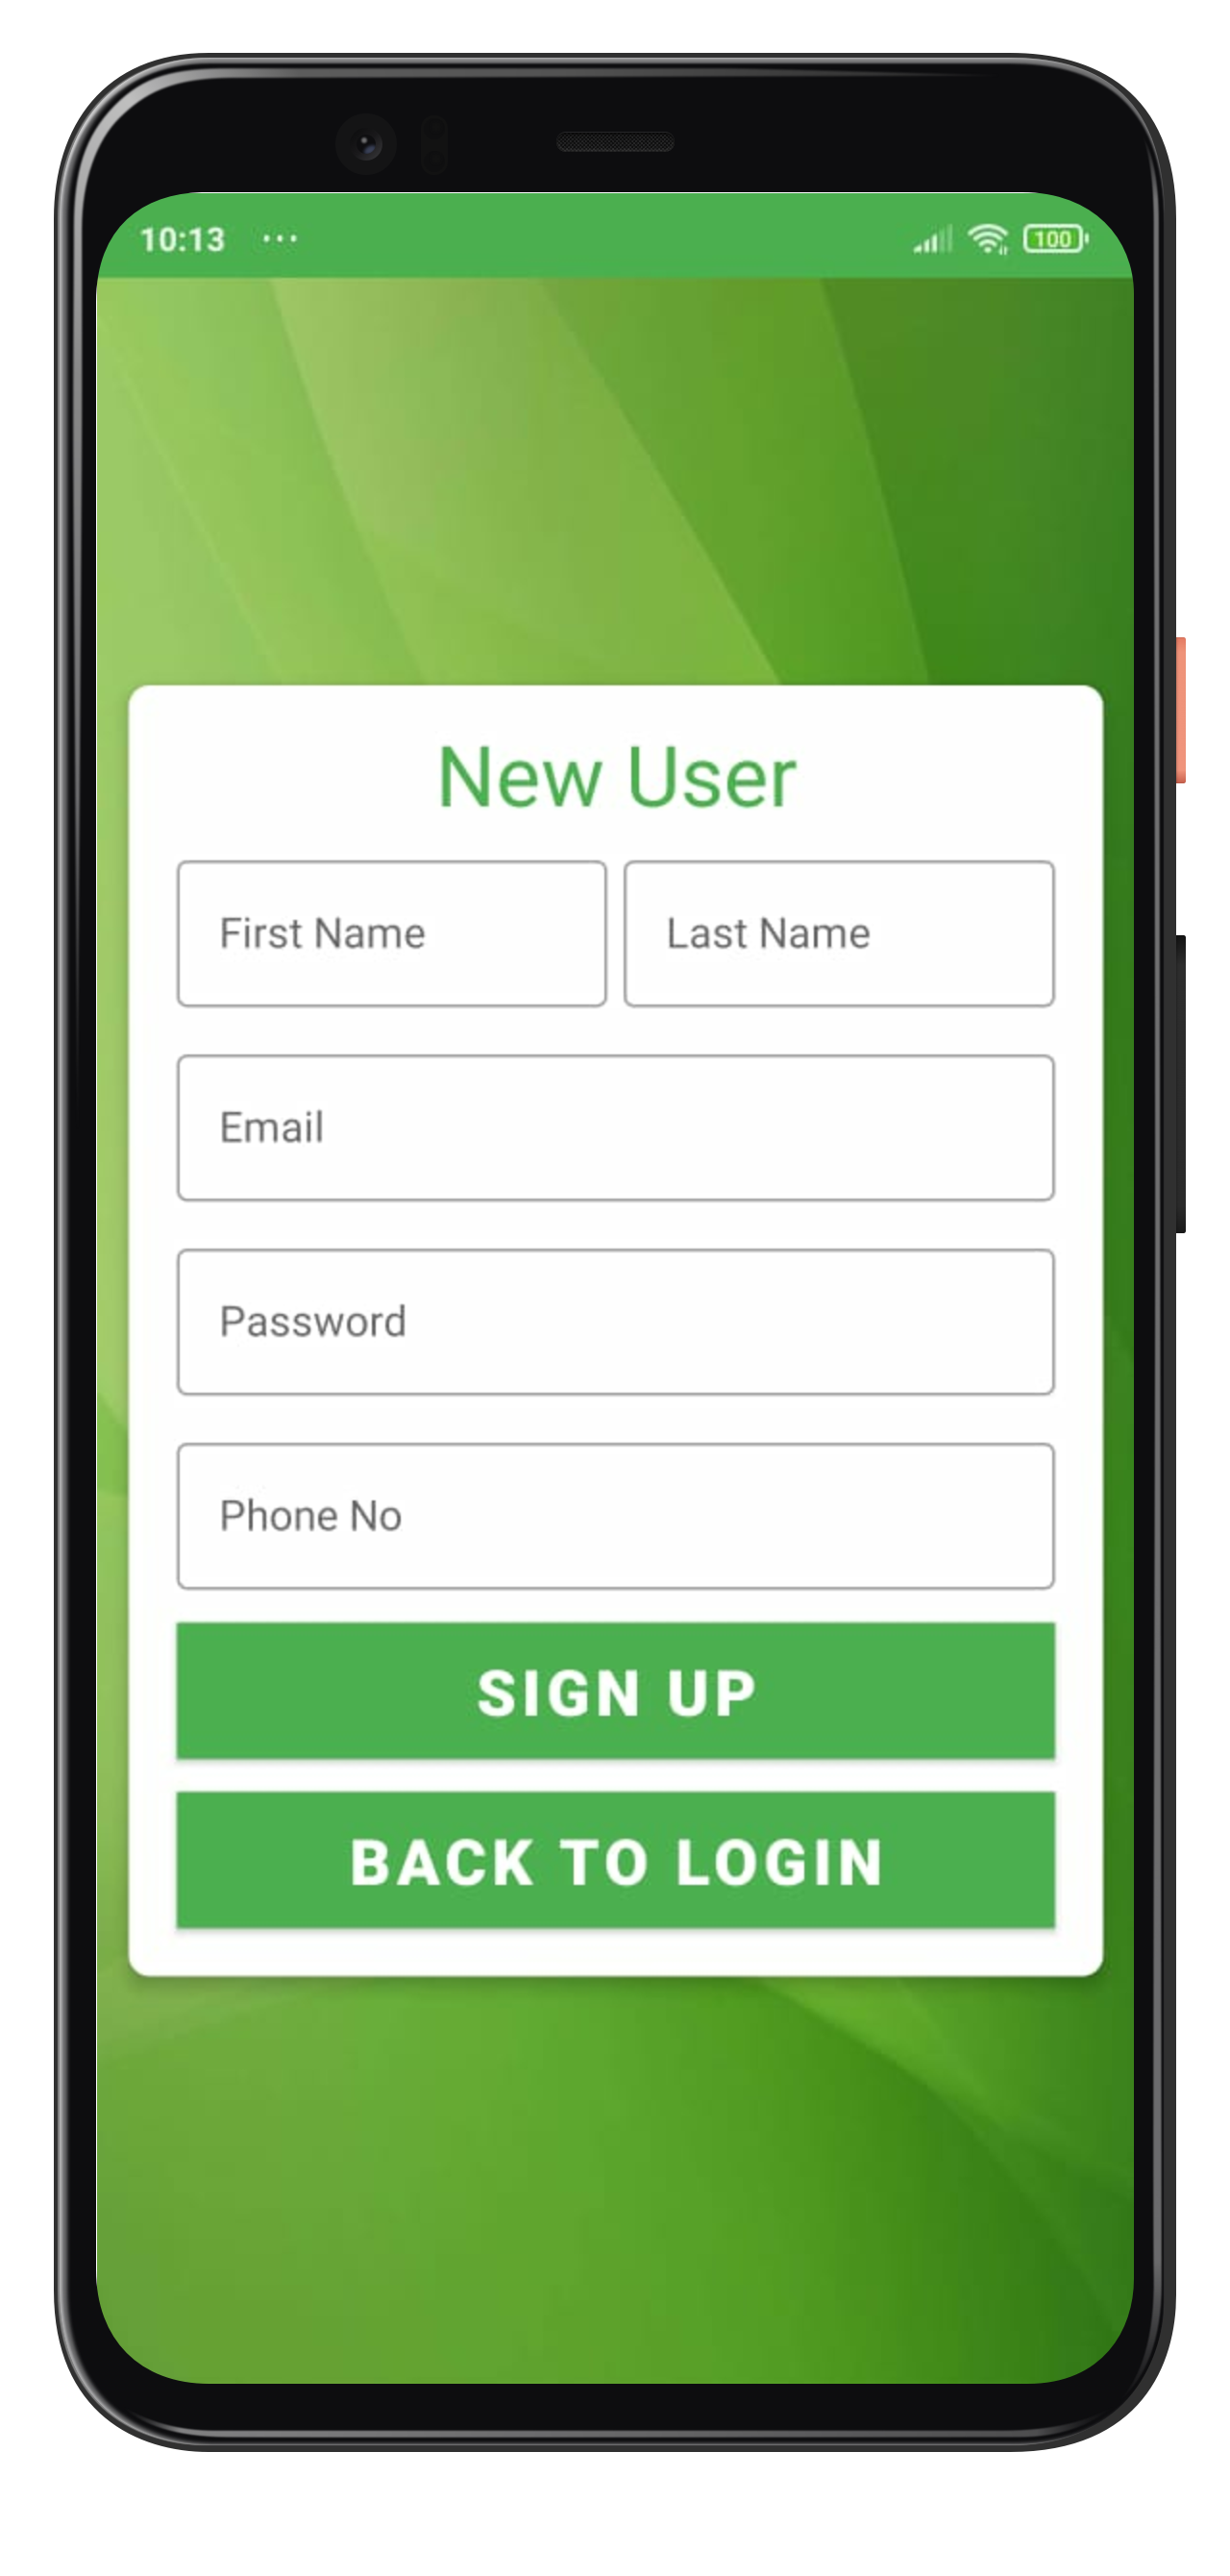 10:13 ... 100
New User
First Name Last Name
Email
Password
Phone No
SIGN UP
BACK TO LOGIN